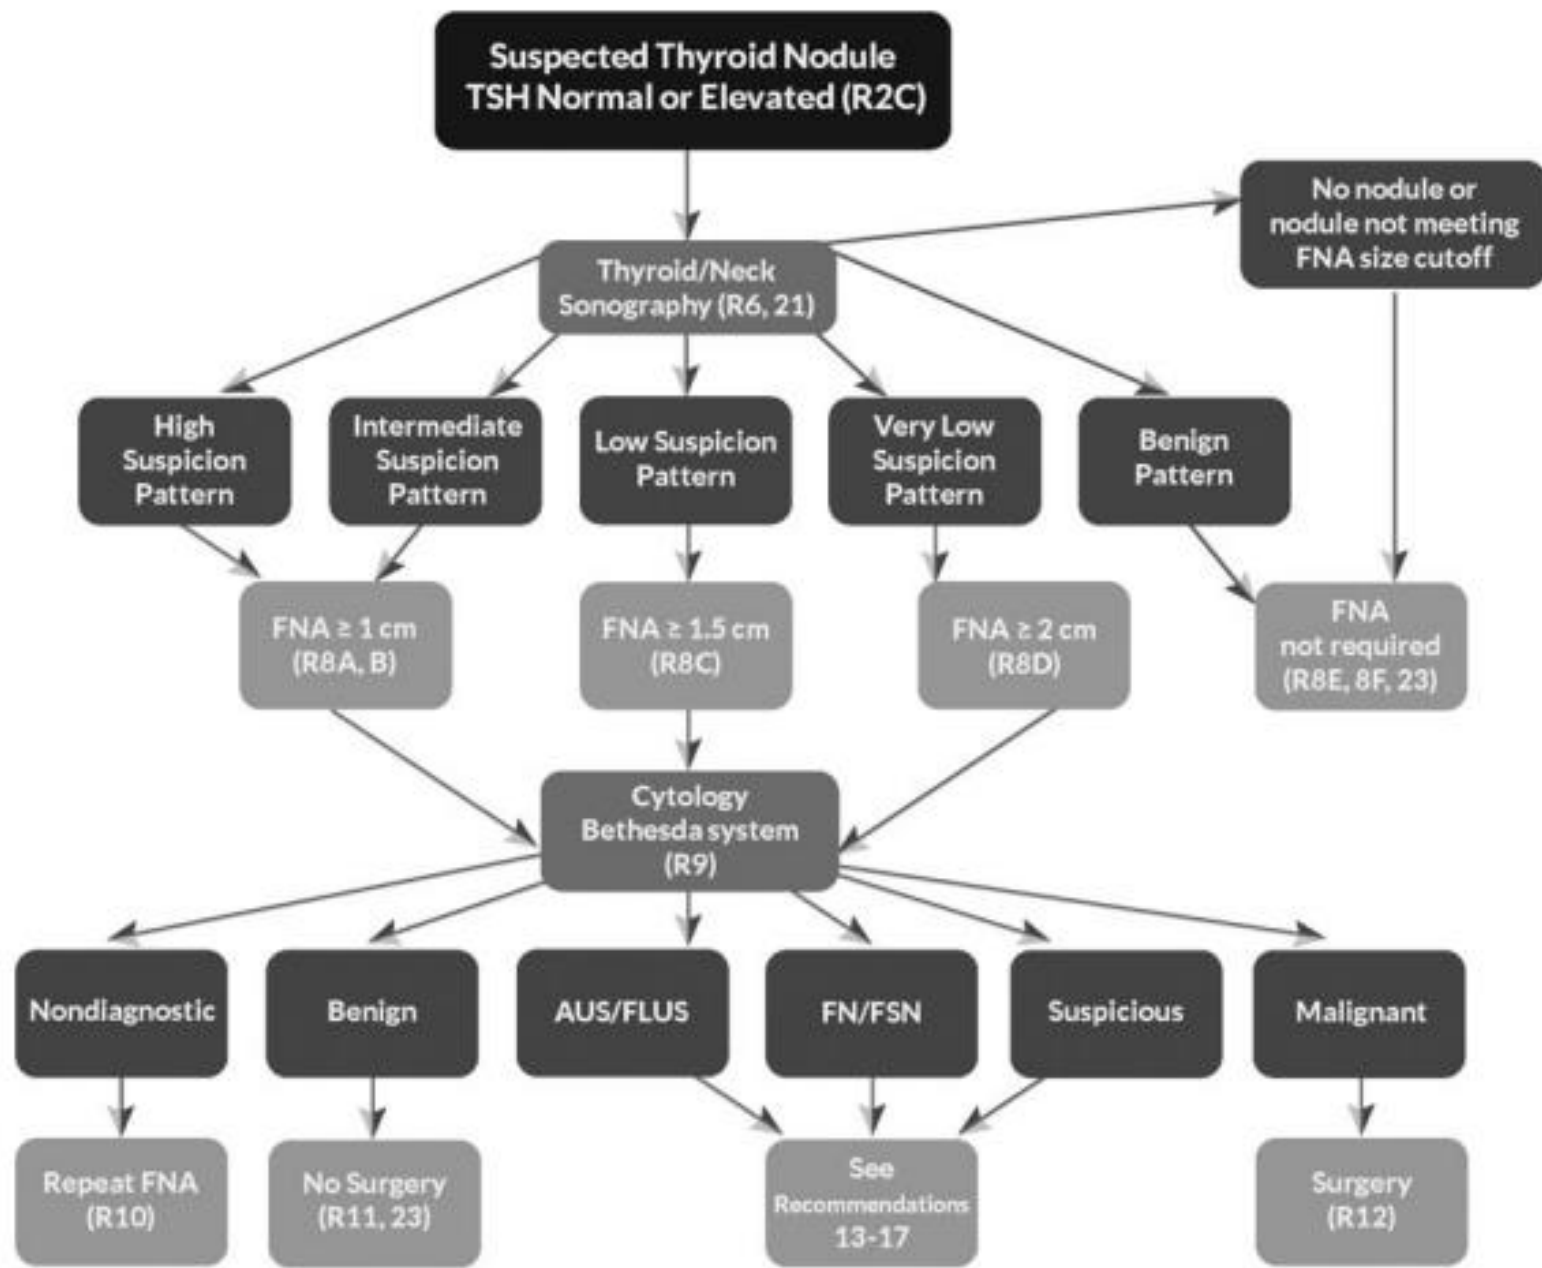 Suspected Thyroid Nodule
TSH Normal or Elevated (R2C)
No nodule or
nodule not meeting
FNA size cutoff
Thyroid/Neck
Sonography (R6, 21)
High
Suspicion
Pattern
Intermediate
Suspicion
Pattern
Low Suspicion
Pattern
Very Low
Suspicion
Pattern
Benign
Pattern
FNA ≥ 1 cm
(R8A, B)
FNA ≥ 1.5 cm
(R8C)
FNA ≥ 2 cm
(R8D)
FNA
not required
(R8E, 8F, 23)
Cytology
Bethesda system
(R9)
Nondiagnostic
Benign
AUS/FLUS
FN/FSN
Suspicious
Malignant
Repeat FNA
(R10)
No Surgery
(R11, 23)
See
Recommendations
13-17
Surgery
(R12)